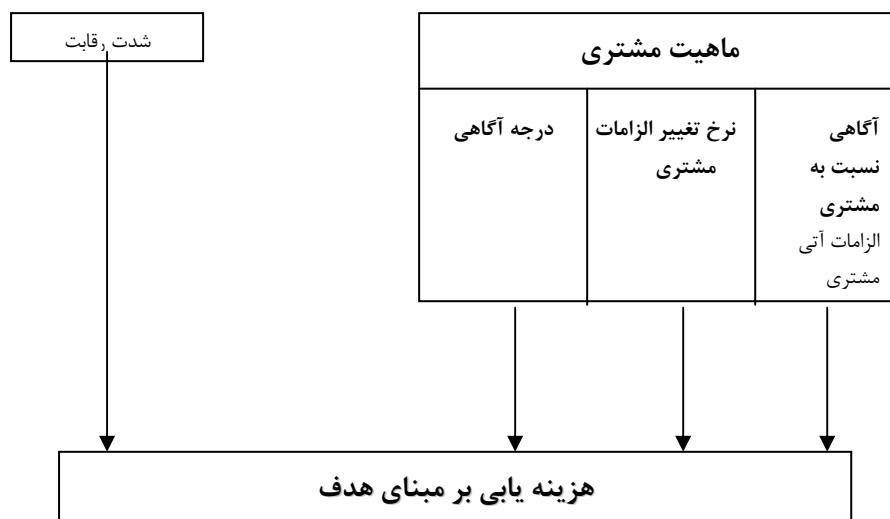 شدت رقابت
ماهیت مشتری
آگاهی
نسبت به
مشتری
الزامات آتی
مشتری
نرخ تغییر الزامات
مشتری
درجه آگاهی
هزینه یابی بر مبنای هدف